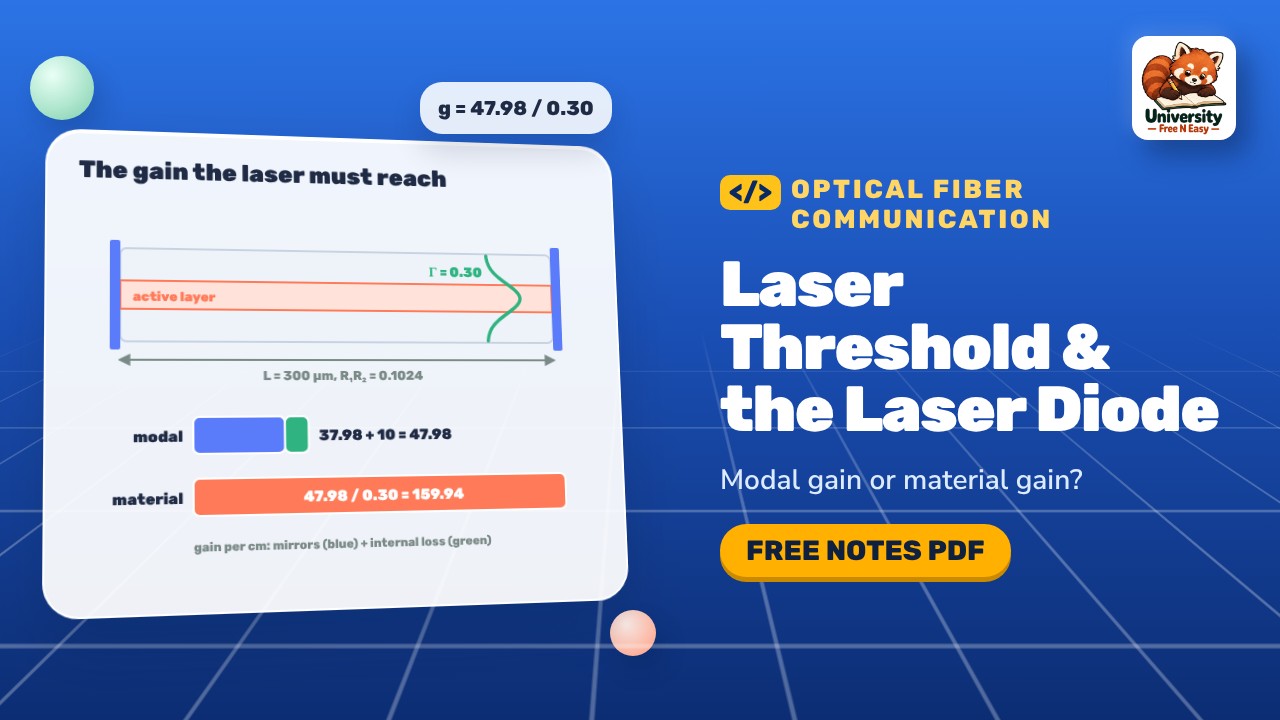 g = 47.98 / 0.30
The gain the laser must reach
Γ = 0.30
active layer
L = 300 μm, R₁R₂ = 0.1024
modal
37.98 + 10 = 47.98
material
47.98 / 0.30 = 159.94
gain per cm: mirrors (blue) + internal loss (green)
University
Free N Easy
</> OPTICAL FIBER
COMMUNICATION
Laser
Threshold &
the Laser Diode
Modal gain or material gain?
FREE NOTES PDF